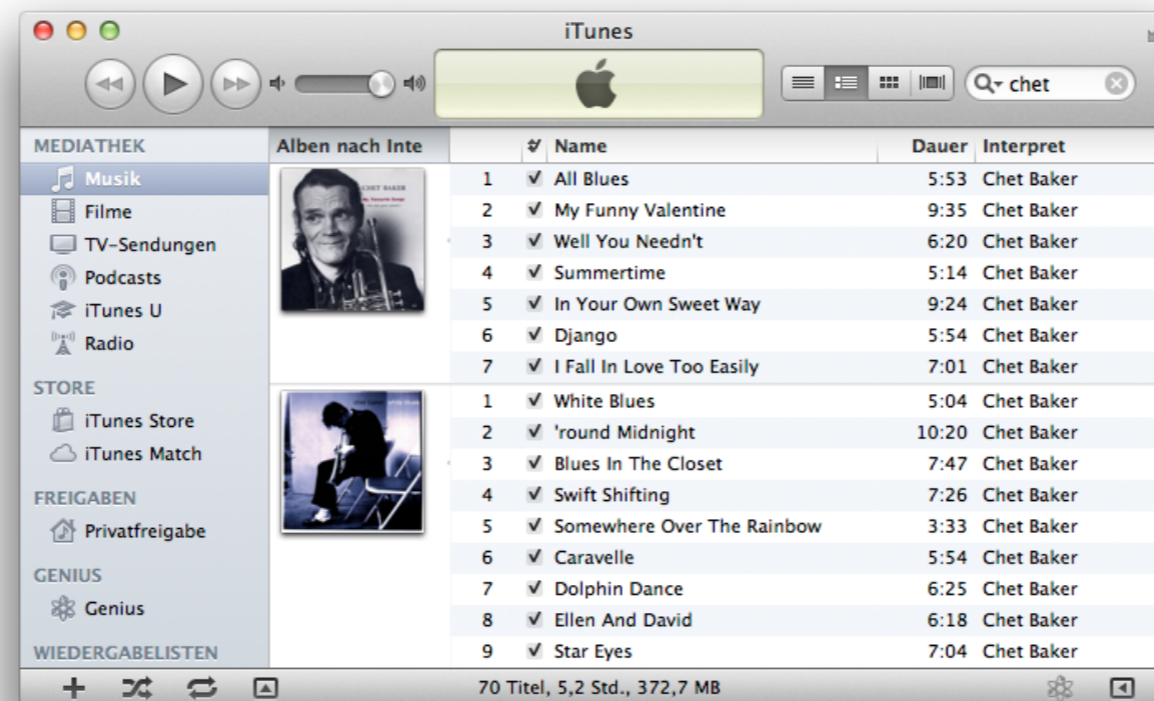 iTunes
chet
MEDIATHEK
Musik
Filme
TV-Sendungen
Podcasts
iTunes U
Radio
STORE
iTunes Store
iTunes Match
FREIGABEN
Privatfreigabe
GENIUS
Genius
WIEDERGABELISTEN
Alben nach Inte Name Dauer Interpret
CHET BAKER
1 All Blues 5:53 Chet Baker
2 My Funny Valentine 9:35 Chet Baker
3 Well You Needn't 6:20 Chet Baker
4 Summertime 5:14 Chet Baker
5 In Your Own Sweet Way 9:24 Chet Baker
6 Django 5:54 Chet Baker
7 I Fall In Love Too Easily 7:01 Chet Baker
1 White Blues 5:04 Chet Baker
2 'round Midnight 10:20 Chet Baker
3 Blues In The Closet 7:47 Chet Baker
4 Swift Shifting 7:26 Chet Baker
5 Somewhere Over The Rainbow 3:33 Chet Baker
6 Caravelle 5:54 Chet Baker
7 Dolphin Dance 6:25 Chet Baker
8 Ellen And David 6:18 Chet Baker
9 Star Eyes 7:04 Chet Baker
70 Titel, 5,2 Std., 372,7 MB